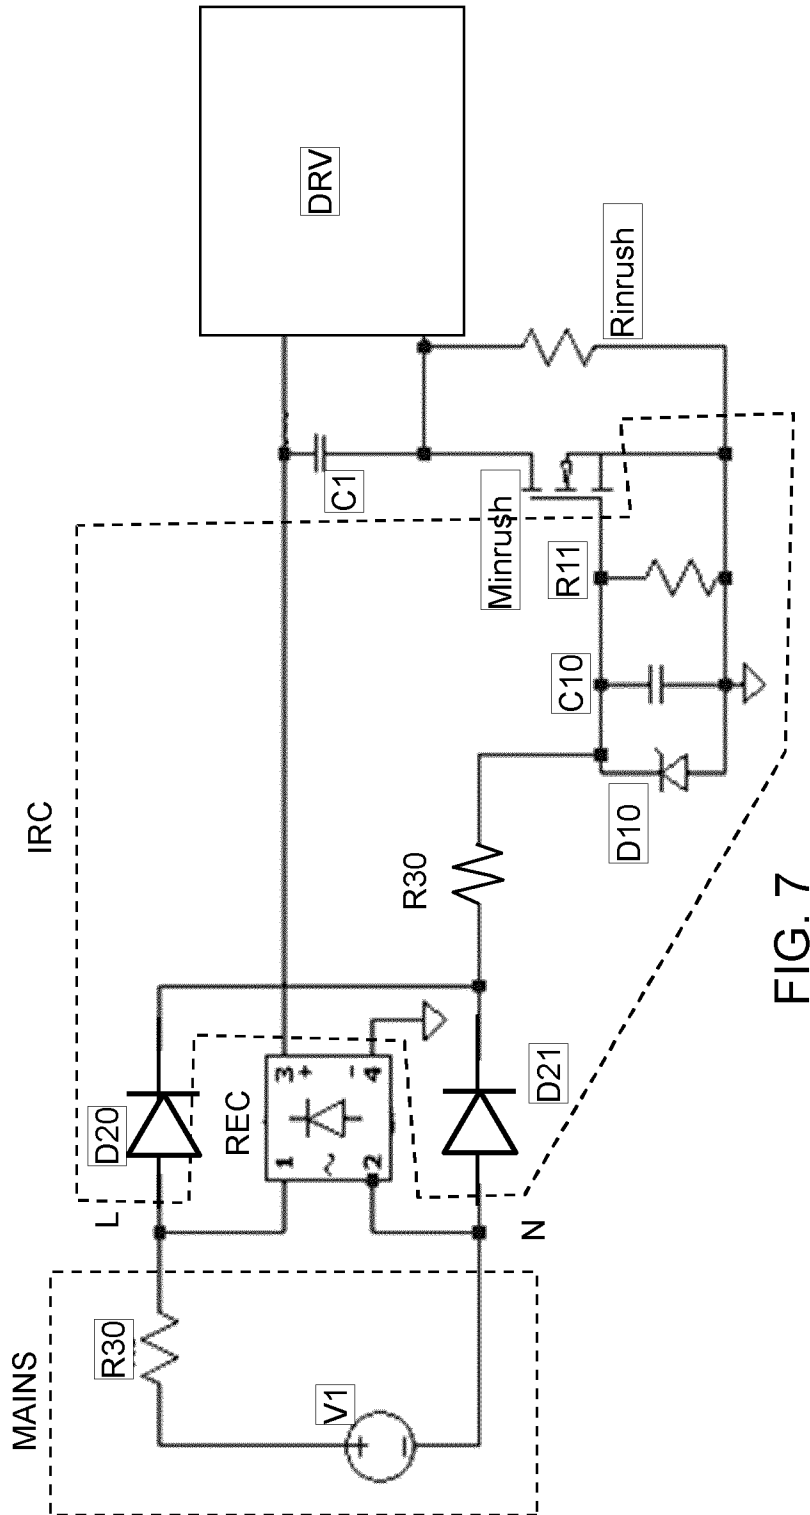 MAINS
R30
V1
L
N
D20
REC
1
2
3
4
+
−
~
D21
IRC
R30
D10
C10
R11
Minrush
C1
Rinrush
DRV
+
−
FIG. 7